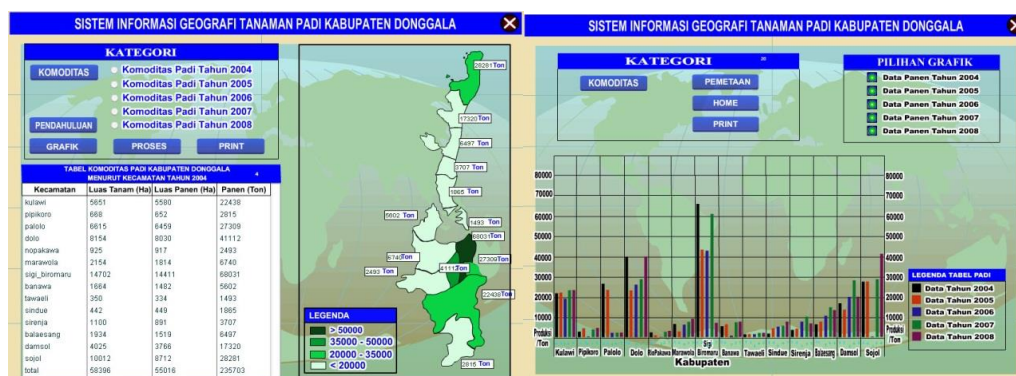 SISTEM INFORMASI GEOGRAFI TANAMAN PADI KABUPATEN DONGGALA
KATEGORI
KOMODITAS
Komoditas Padi Tahun 2004
Komoditas Padi Tahun 2005
Komoditas Padi Tahun 2006
Komoditas Padi Tahun 2007
PENDAHULUAN
Komoditas Padi Tahun 2008
GRAFIK PROSES PRINT
TABEL KOMODITAS PADI KABUPATEN DONGGALA
MENURUT KECAMATAN TAHUN 2004
Kecamatan Luas Tanam (Ha) Luas Panen (Ha) Panen (Ton)
kulawi 5651 5580 22438
pipikoro 668 652 2815
palolo 6615 6459 27309
dolo 8154 8030 41112
nopakawa 925 917 2493
marawola 2154 1814 6740
sigi_biromaru 14702 14411 68031
banawa 1664 1482 5602
tawaeli 350 334 1493
sindue 442 449 1865
sirenja 1100 891 3707
balaesang 1934 1519 6497
damsol 4025 3766 17320
sojol 10012 8712 28281
total 58396 55016 235703
28281 Ton
17320 Ton
6497 Ton
3707 Ton
1865 Ton
5602 Ton
1493 Ton
68031 Ton
6740 Ton
27309 Ton
2493 Ton
41112 Ton
22438 Ton
2815 Ton
LEGENDA
> 50000
35000 - 50000
20000 - 35000
< 20000
SISTEM INFORMASI GEOGRAFI TANAMAN PADI KABUPATEN DONGGALA
KATEGORI
KOMODITAS PEMETAAN
HOME
PRINT
PILIHAN GRAFIK
Data Panen Tahun 2004
Data Panen Tahun 2005
Data Panen Tahun 2006
Data Panen Tahun 2007
Data Panen Tahun 2008
80000 80000
70000 70000
60000 60000
50000 50000
40000 40000
30000 30000
20000 20000
10000 10000
Produksi Produksi
/Ton /Ton
Kulawi Pipikoro Palolo Dolo Marawola Sigi Biromaru Banawa Tawaeli Sindue Sirenja Balaesang Damsol Sojol
Kabupaten
LEGENDA TABEL PADI
Data Tahun 2004
Data Tahun 2005
Data Tahun 2006
Data Tahun 2007
Data Tahun 2008